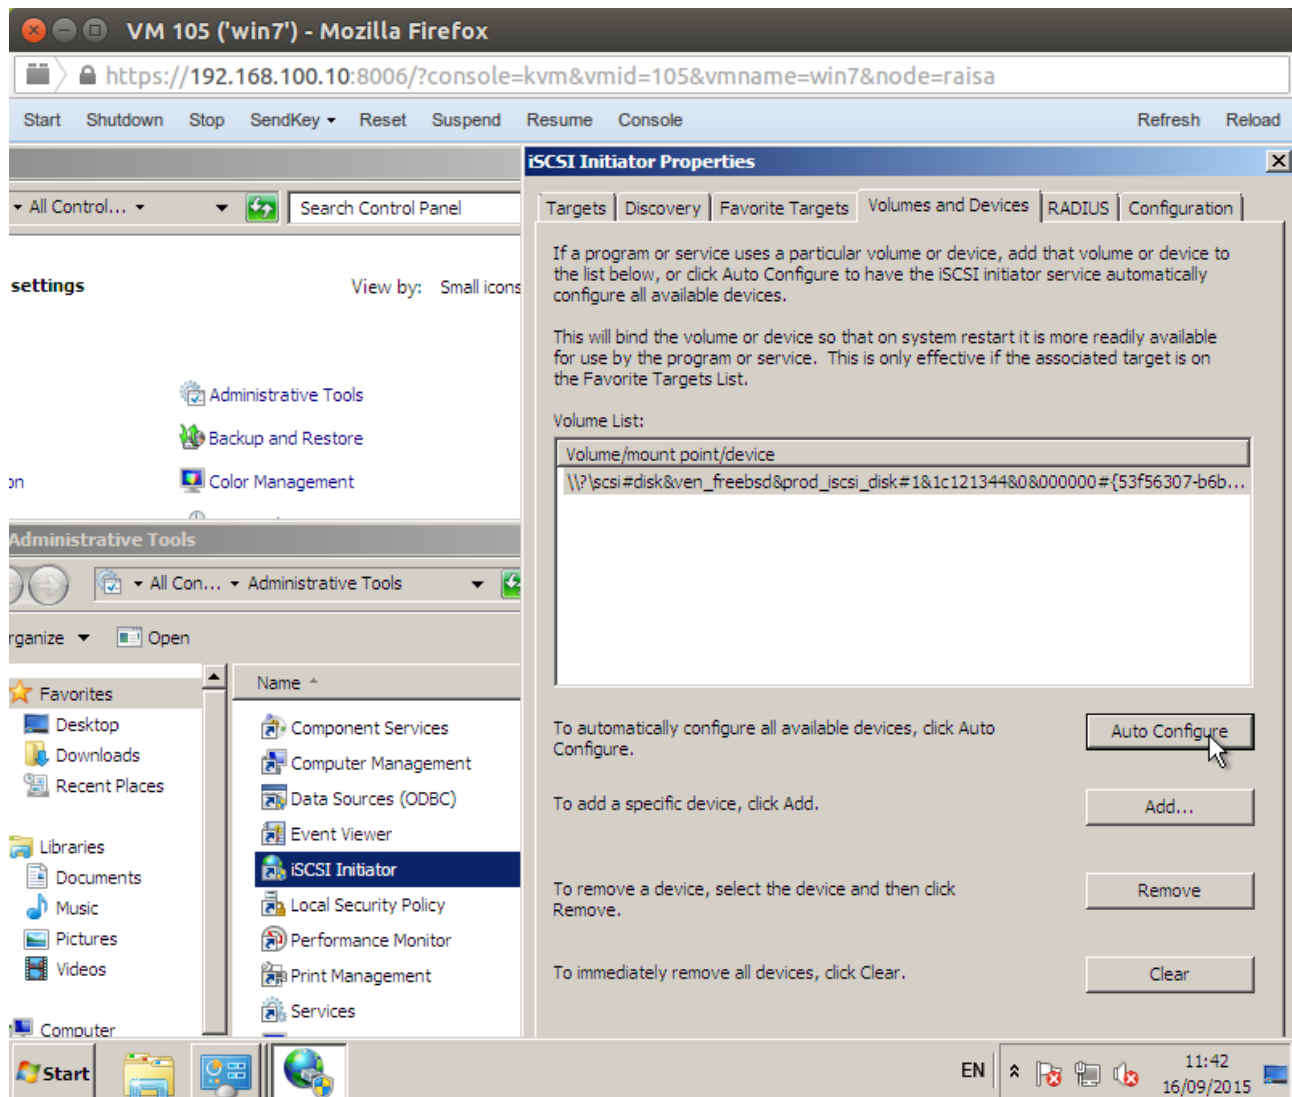 VM 105 ('win7') - Mozilla Firefox
https://192.168.100.10:8006/?console=kvm&vmid=105&vmname=win7&node=raisa
Start Shutdown Stop SendKey Reset Suspend Resume Console Refresh Reload
All Control...
Search Control Panel
settings
View by: Small icons
Administrative Tools
Backup and Restore
on
Color Management
Administrative Tools
All Con... Administrative Tools
rganize Open
Favorites
Desktop
Downloads
Recent Places
Libraries
Documents
Music
Pictures
Videos
Computer
Name
Component Services
Computer Management
Data Sources (ODBC)
Event Viewer
iSCSI Initiator
Local Security Policy
Performance Monitor
Print Management
Services
iSCSI Initiator Properties
Targets Discovery Favorite Targets Volumes and Devices RADIUS Configuration
If a program or service uses a particular volume or device, add that volume or device to
the list below, or click Auto Configure to have the iSCSI initiator service automatically
configure all available devices.
This will bind the volume or device so that on system restart it is more readily available
for use by the program or service. This is only effective if the associated target is on
the Favorite Targets List.
Volume List:
Volume/mount point/device
\\?\scsi#disk&ven_freebsd&prod_iscsi_disk#1&1c121344&0&000000#{53f56307-b6b...
To automatically configure all available devices, click Auto
Configure.
Auto Configure
To add a specific device, click Add.
Add...
To remove a device, select the device and then click
Remove.
Remove
To immediately remove all devices, click Clear.
Clear
Start
EN
11:42
16/09/2015